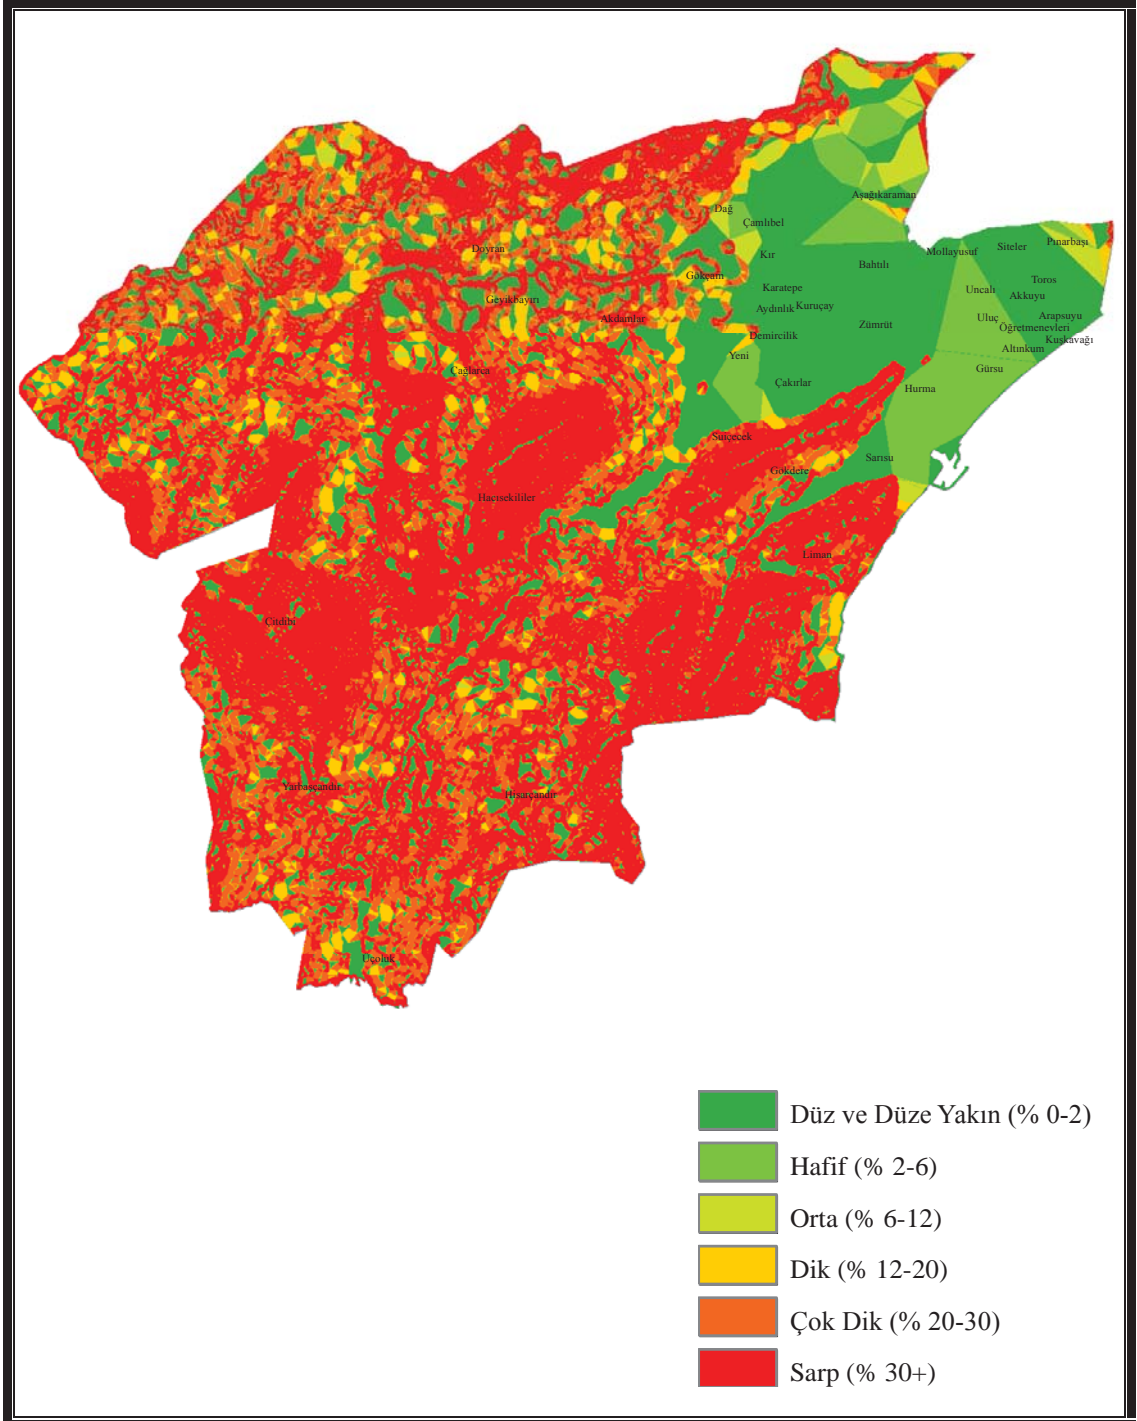 Aşağıkaraman
Dağ
Çamlıbel
Doyran
Kır
Bahtılı
Mollayusuf
Siteler
Pınarbaşı
Gökçam
Karatepe
Uncalı
Toros
Akkuyu
Geyikbayırı
Aydınlık
Kuruçay
Akdamlar
Zümrüt
Uluç
Arapsuyu
Öğretmenevleri
Demircilik
Kuşkavağı
Altınkum
Yeni
Çağlarca
Gürsu
Çakırlar
Hurma
Suiçecek
Sarısu
Gökdere
Hacısekililer
Liman
Çitdibi
Yarbaşçandır
Hisarçandır
Üçoluk
Düz ve Düze Yakın (% 0-2)
Hafif (% 2-6)
Orta (% 6-12)
Dik (% 12-20)
Çok Dik (% 20-30)
Sarp (% 30+)